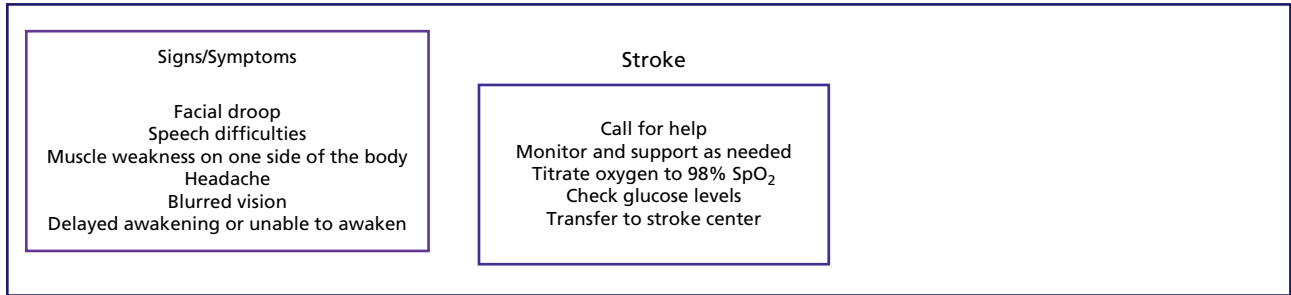 Signs/Symptoms
Facial droop
Speech difficulties
Muscle weakness on one side of the body
Headache
Blurred vision
Delayed awakening or unable to awaken
Stroke
Call for help
Monitor and support as needed
Titrate oxygen to 98% SpO₂
Check glucose levels
Transfer to stroke center